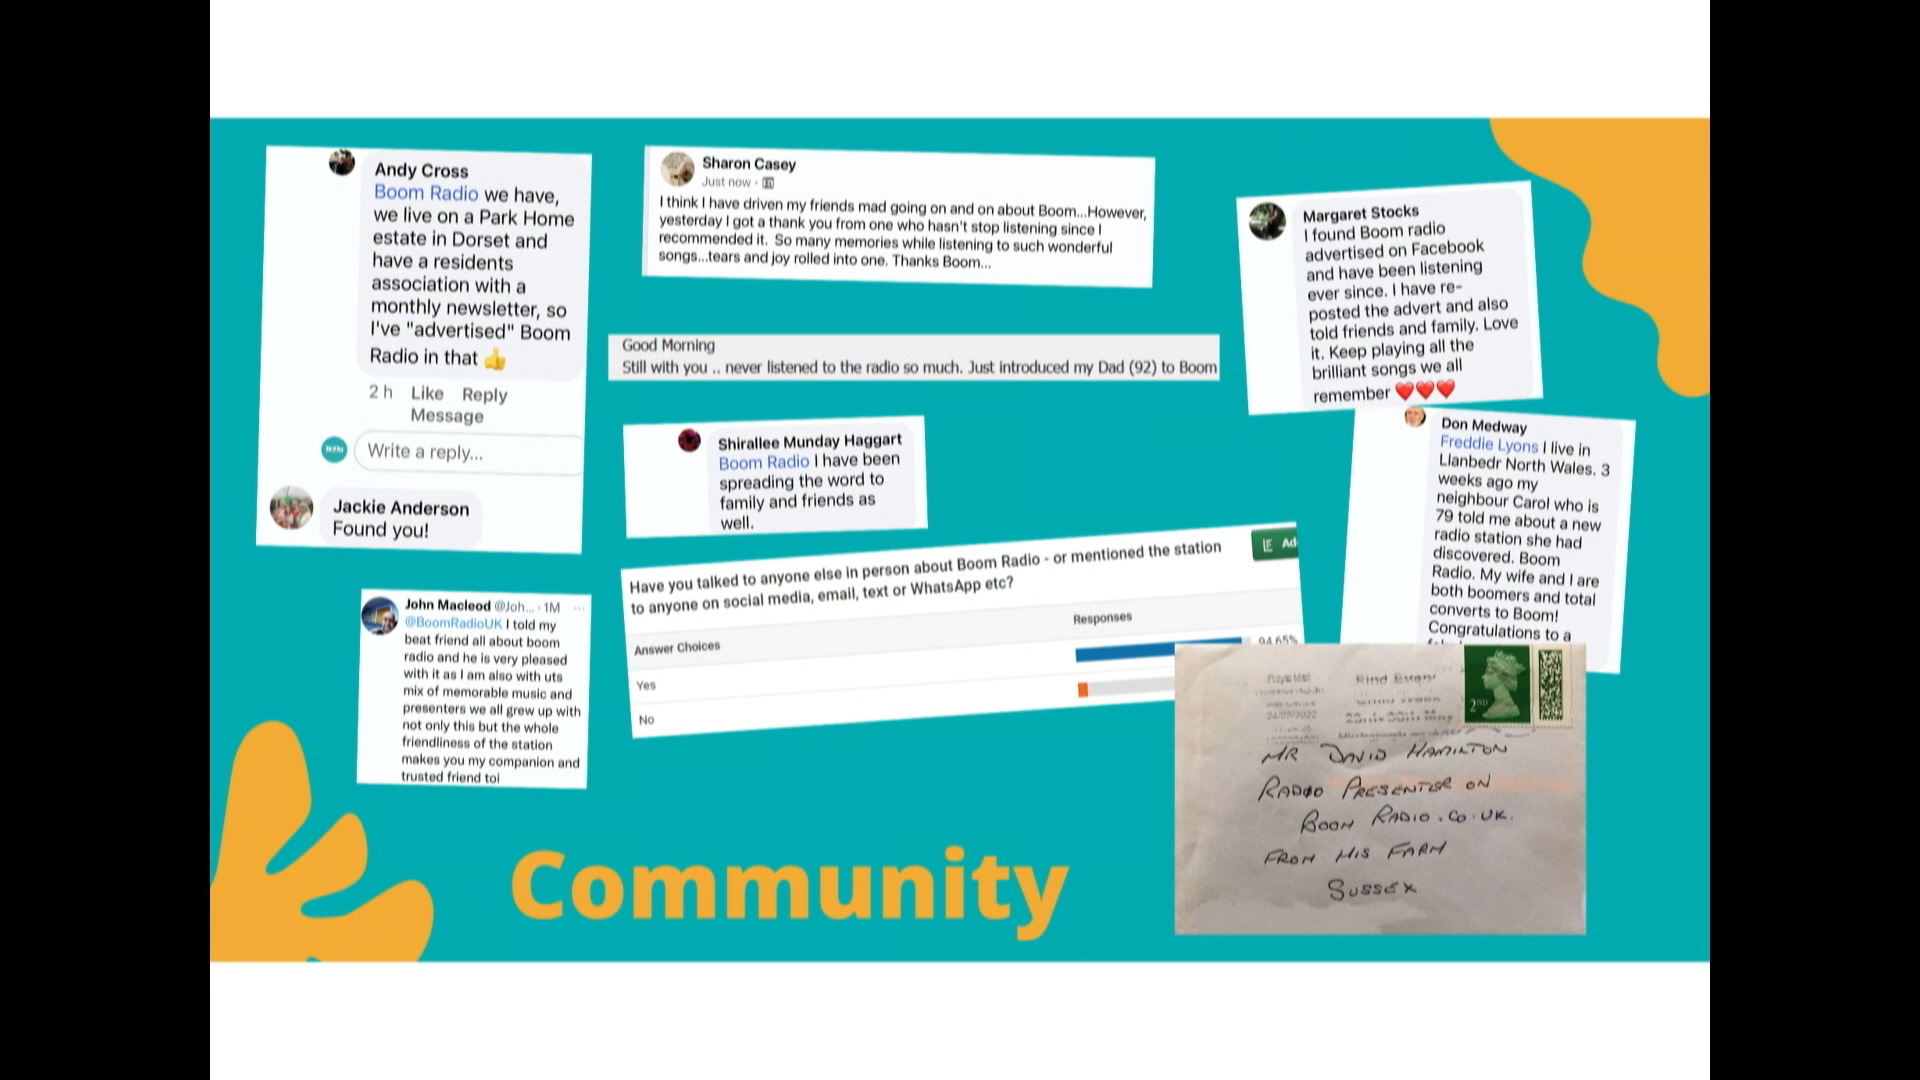 Andy Cross
Boom Radio we have,
we live on a Park Home
estate in Dorset and
have a residents
association with a
monthly newsletter, so
I've "advertised" Boom
Radio in that 👍
2 h Like Reply
Message
BOOM
Write a reply...
Jackie Anderson
Found you!
Sharon Casey
Just now ·
I think I have driven my friends mad going on and on about Boom...However,
yesterday I got a thank you from one who hasn't stop listening since I
recommended it. So many memories while listening to such wonderful
songs...tears and joy rolled into one. Thanks Boom...
Good Morning
Still with you .. never listened to the radio so much. Just introduced my Dad (92) to Boom
Margaret Stocks
I found Boom radio
advertised on Facebook
and have been listening
ever since. I have re-
posted the advert and also
told friends and family. Love
it. Keep playing all the
brilliant songs we all
remember ❤️❤️❤️
Shirallee Munday Haggart
Boom Radio I have been
spreading the word to
family and friends as
well.
Don Medway
Freddie Lyons I live in
Llanbedr North Wales. 3
weeks ago my
neighbour Carol who is
79 told me about a new
radio station she had
discovered. Boom
Radio. My wife and I are
both boomers and total
converts to Boom!
Congratulations to a
Have you talked to anyone else in person about Boom Radio - or mentioned the station
to anyone on social media, email, text or WhatsApp etc?
Ad
Answer Choices
Responses
Yes
94.65%
No
John Macleod @Joh... · 1M ...
@BoomRadioUK I told my
beat friend all about boom
radio and he is very pleased
with it as I am also with uts
mix of memorable music and
presenters we all grew up with
not only this but the whole
friendliness of the station
makes you my companion and
trusted friend toi
Royal Mail
24/05/2022
2ND
MR DAVID HAMILTON
RADIO PRESENTER ON
BOOM RADIO.CO.UK.
FROM HIS FARM
SUSSEX
Community